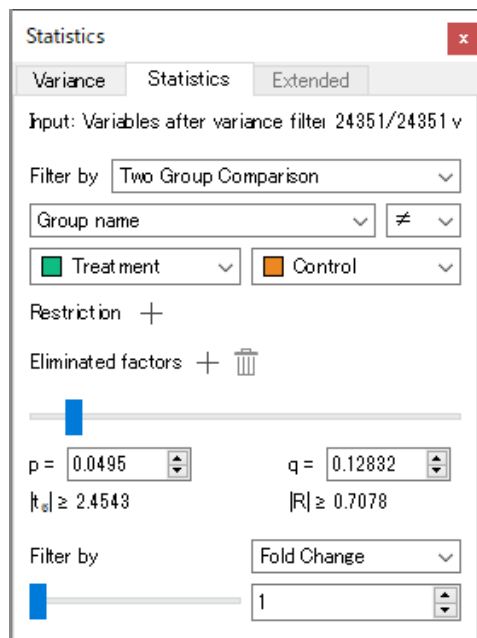 Statistics
x
Variance Statistics Extended
Input: Variables after variance filter 24351/24351 v
Filter by Two Group Comparison
Group name ≠
Treatment Control
Restriction +
Eliminated factors +
p = 0.0495 q = 0.12832
|t₆| ≥ 2.4543 |R| ≥ 0.7078
Filter by Fold Change
1